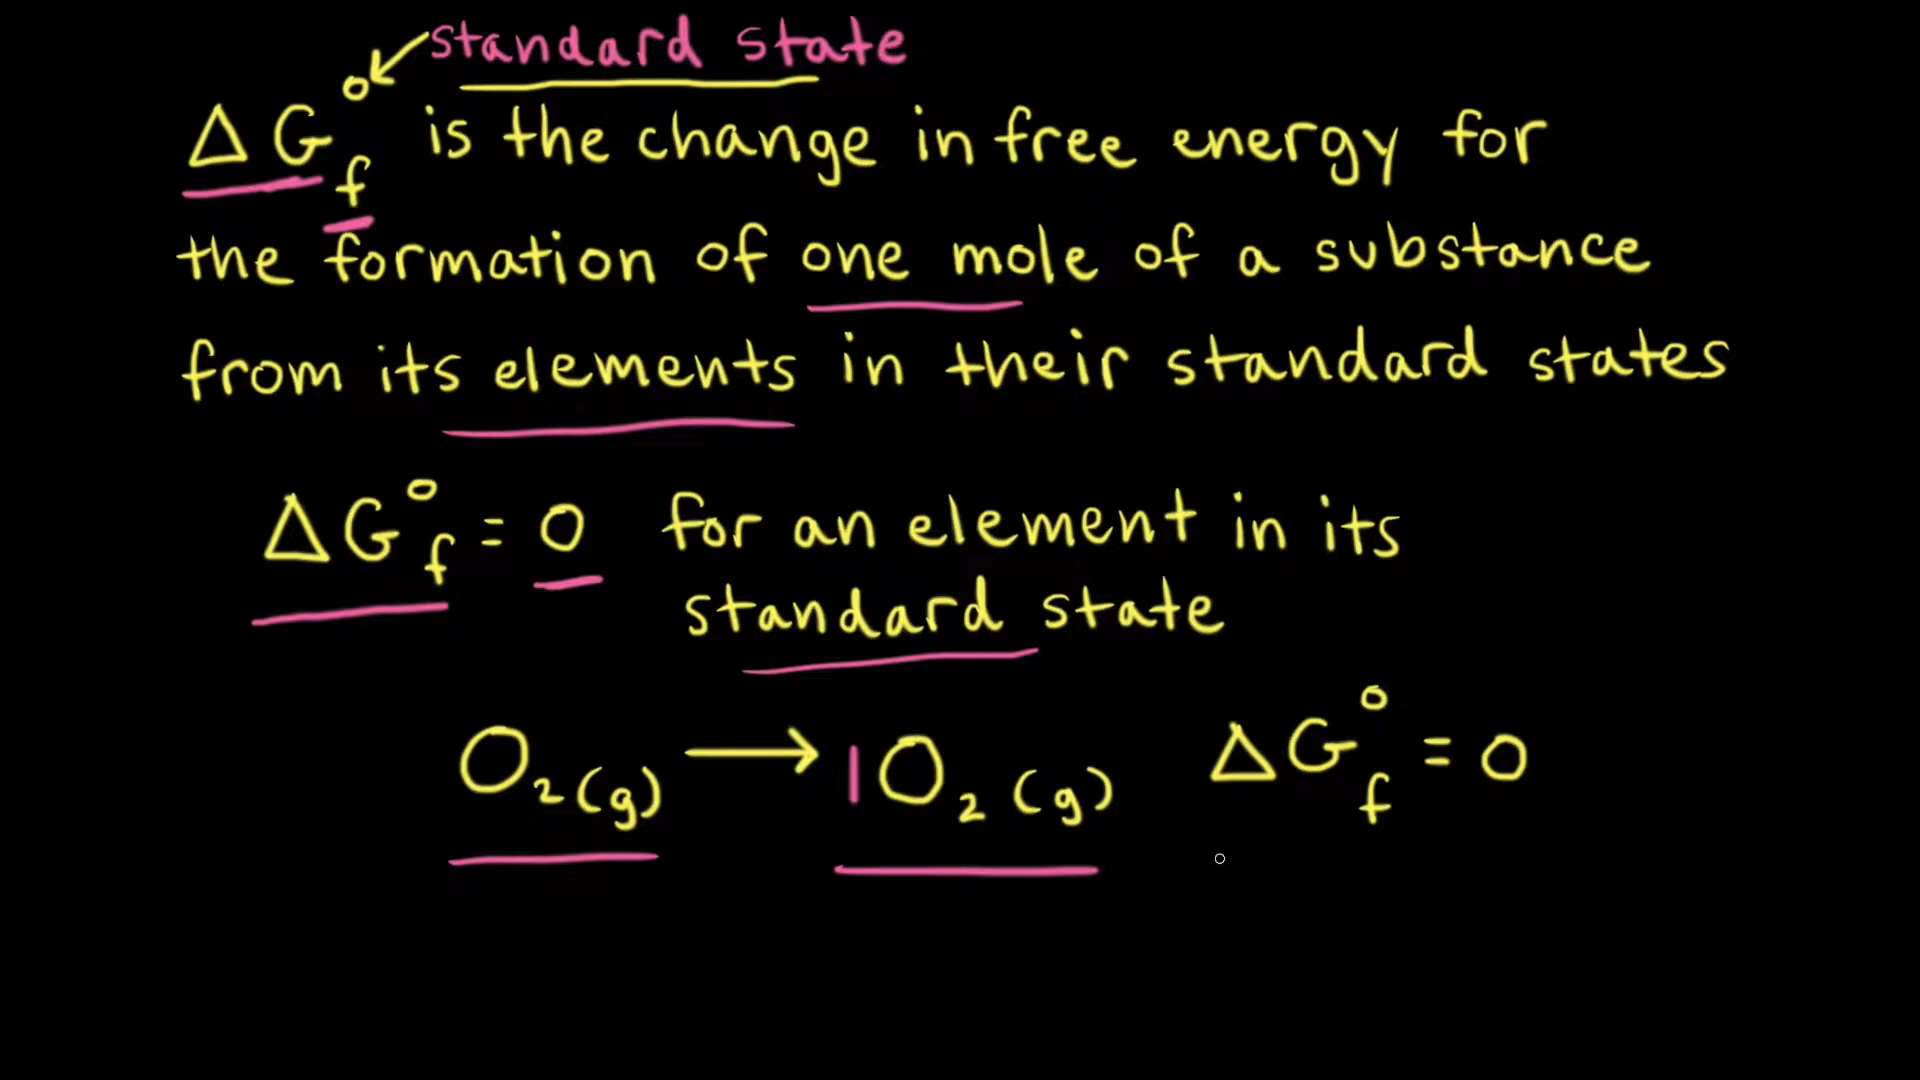 standard state
ΔG°f is the change in free energy for
the formation of one mole of a substance
from its elements in their standard states
ΔG°f = 0 for an element in its
standard state
O₂(g) → 1O₂(g) ΔG°f = 0